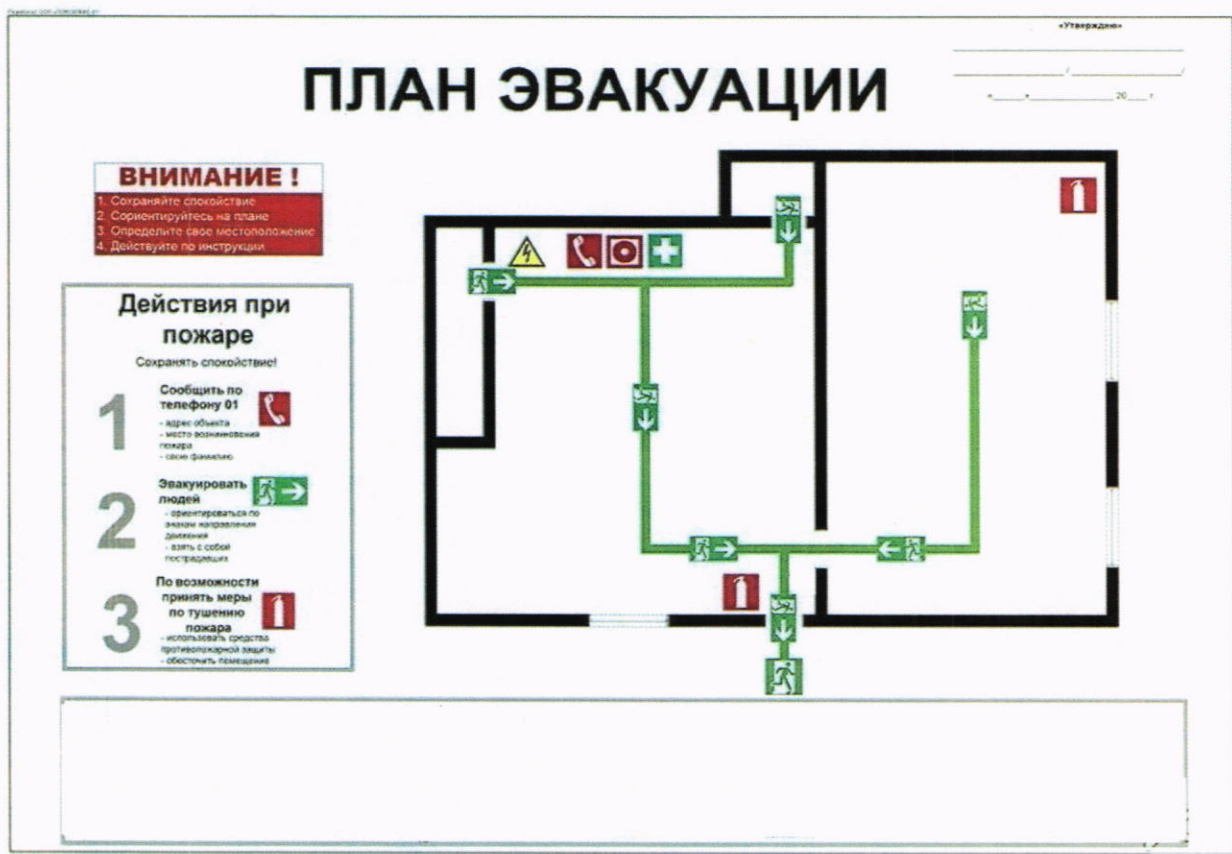 «Утверждаю»
/ /
« » 20 г.
ПЛАН ЭВАКУАЦИИ
ВНИМАНИЕ !
1. Сохраняйте спокойствие
2. Сориентируйтесь на плане
3. Определите свое местоположение
4. Действуйте по инструкции
Действия при
пожаре
Сохранять спокойствие!
1
Сообщить по
телефону 01
- адрес объекта
- место возникновения
пожара
- свою фамилию
2
Эвакуировать
людей
- ориентироваться по
знакам направления
движения
- взять с собой
пострадавших
3
По возможности
принять меры
по тушению
пожара
- использовать средства
противопожарной защиты
- обесточить помещение